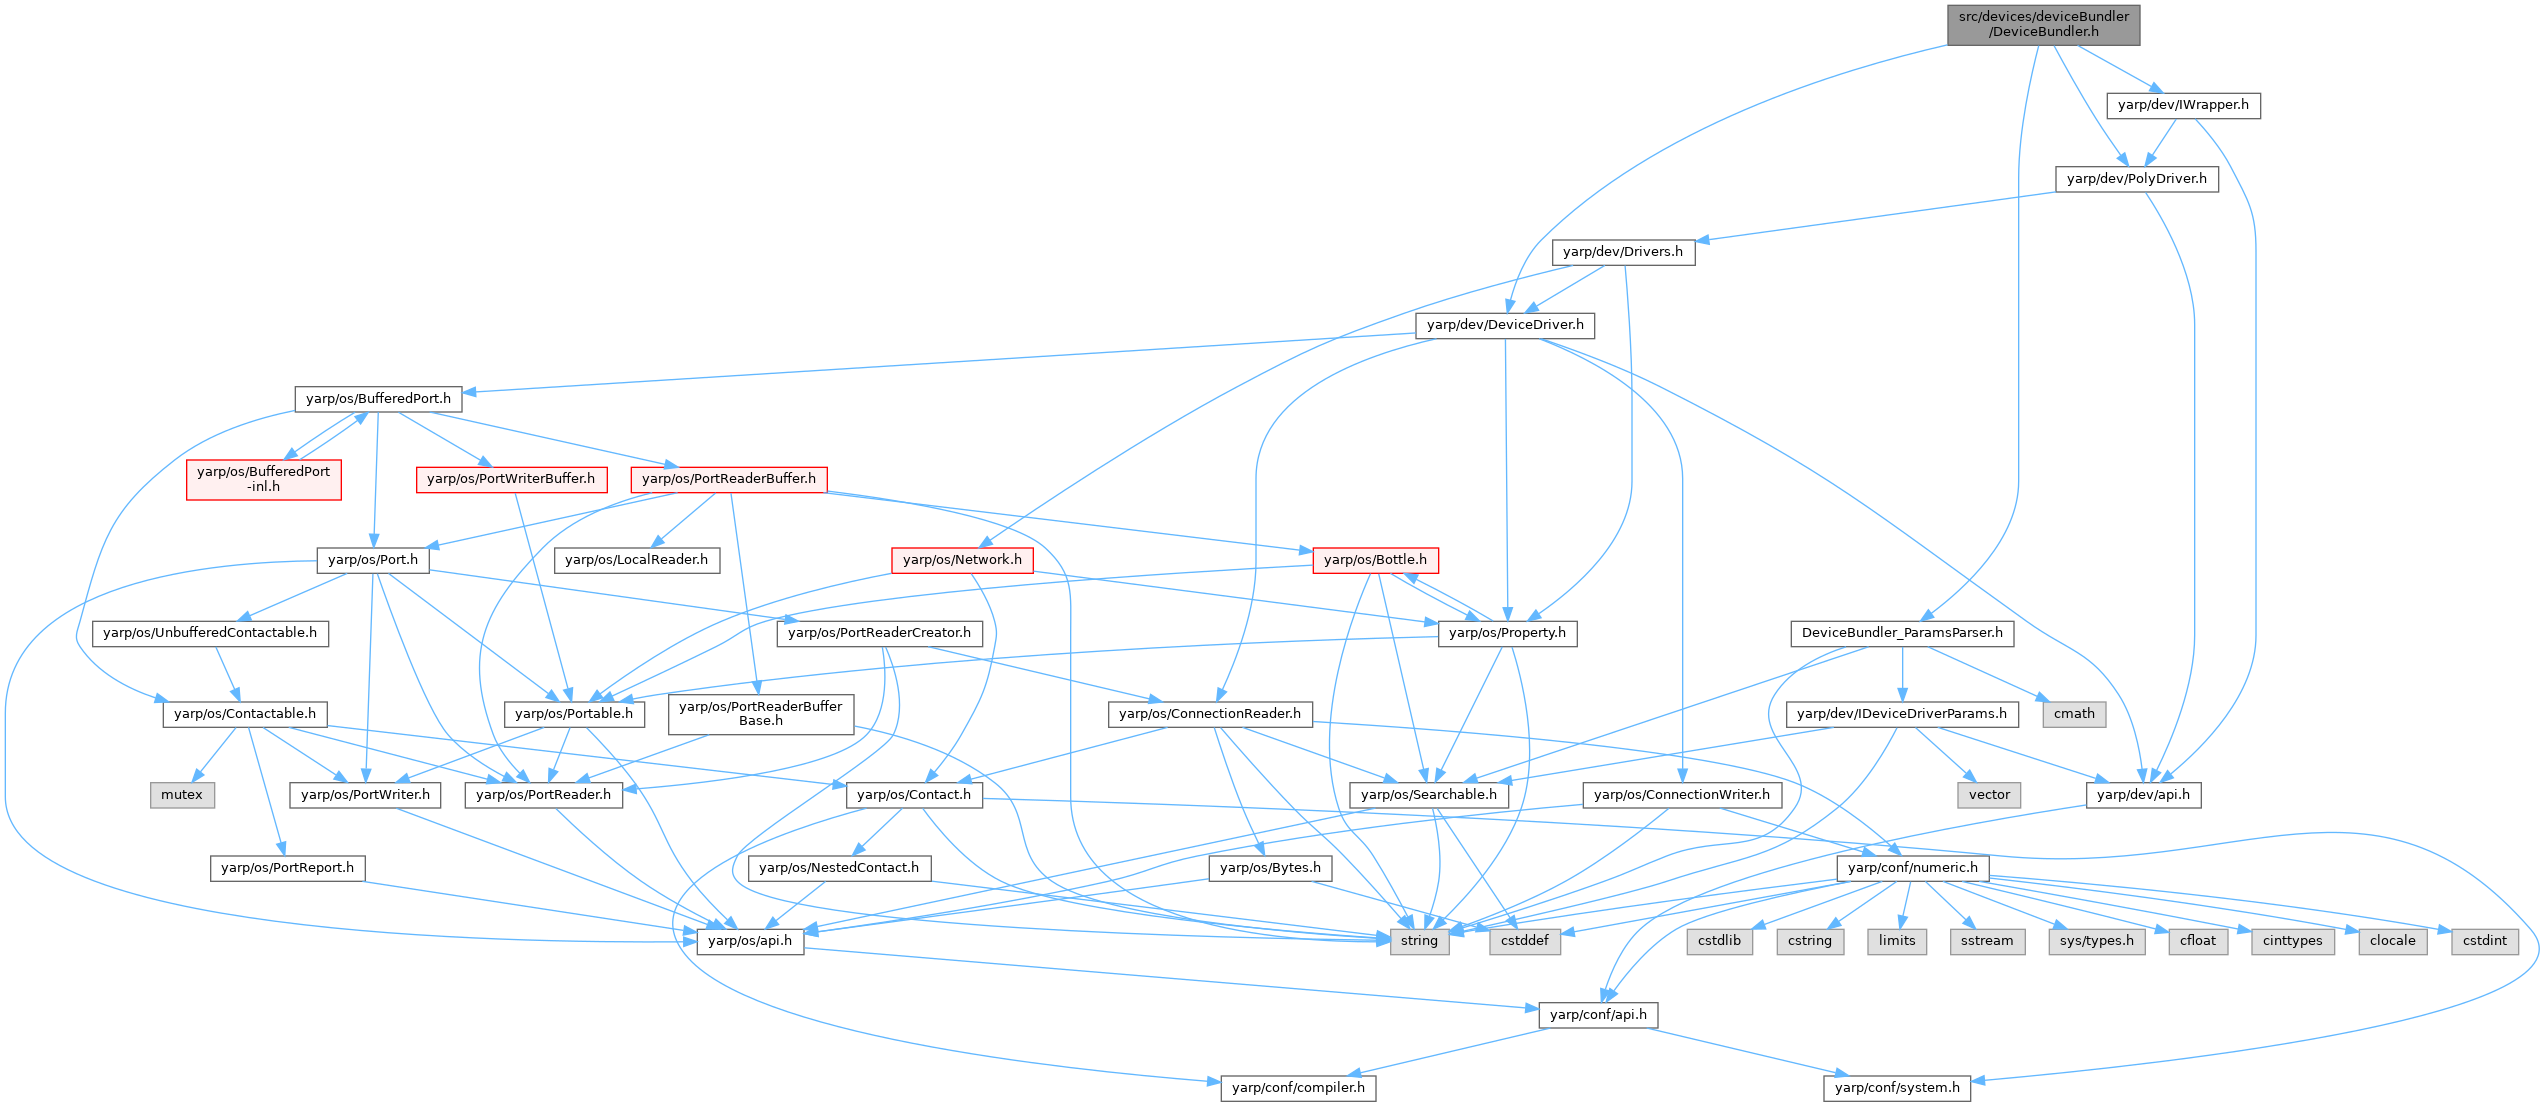 src/devices/deviceBundler
/DeviceBundler.h
yarp/dev/IWrapper.h
yarp/dev/PolyDriver.h
yarp/dev/Drivers.h
yarp/dev/DeviceDriver.h
yarp/os/BufferedPort.h
yarp/os/BufferedPort
-inl.h
yarp/os/PortWriterBuffer.h
yarp/os/PortReaderBuffer.h
yarp/os/Port.h
yarp/os/LocalReader.h
yarp/os/Network.h
yarp/os/Bottle.h
yarp/os/UnbufferedContactable.h
yarp/os/PortReaderCreator.h
yarp/os/Property.h
DeviceBundler_ParamsParser.h
yarp/os/Contactable.h
yarp/os/Portable.h
yarp/os/PortReaderBuffer
Base.h
yarp/os/ConnectionReader.h
yarp/dev/IDeviceDriverParams.h
cmath
mutex
yarp/os/PortWriter.h
yarp/os/PortReader.h
yarp/os/Contact.h
yarp/os/Searchable.h
yarp/os/ConnectionWriter.h
vector
yarp/dev/api.h
yarp/os/PortReport.h
yarp/os/NestedContact.h
yarp/os/Bytes.h
yarp/conf/numeric.h
yarp/os/api.h
string
cstddef
cstdlib
cstring
limits
sstream
sys/types.h
cfloat
cinttypes
clocale
cstdint
yarp/conf/api.h
yarp/conf/compiler.h
yarp/conf/system.h